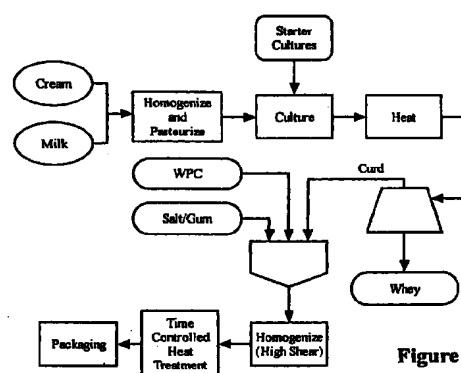 Starter
Cultures
Cream
Milk
Homogenize
and
Pasteurize
Culture
Heat
WPC
Salt/Gum
Curd
Whey
Packaging
Time
Controlled
Heat
Treatment
Homogenize
(High Shear)
Figure